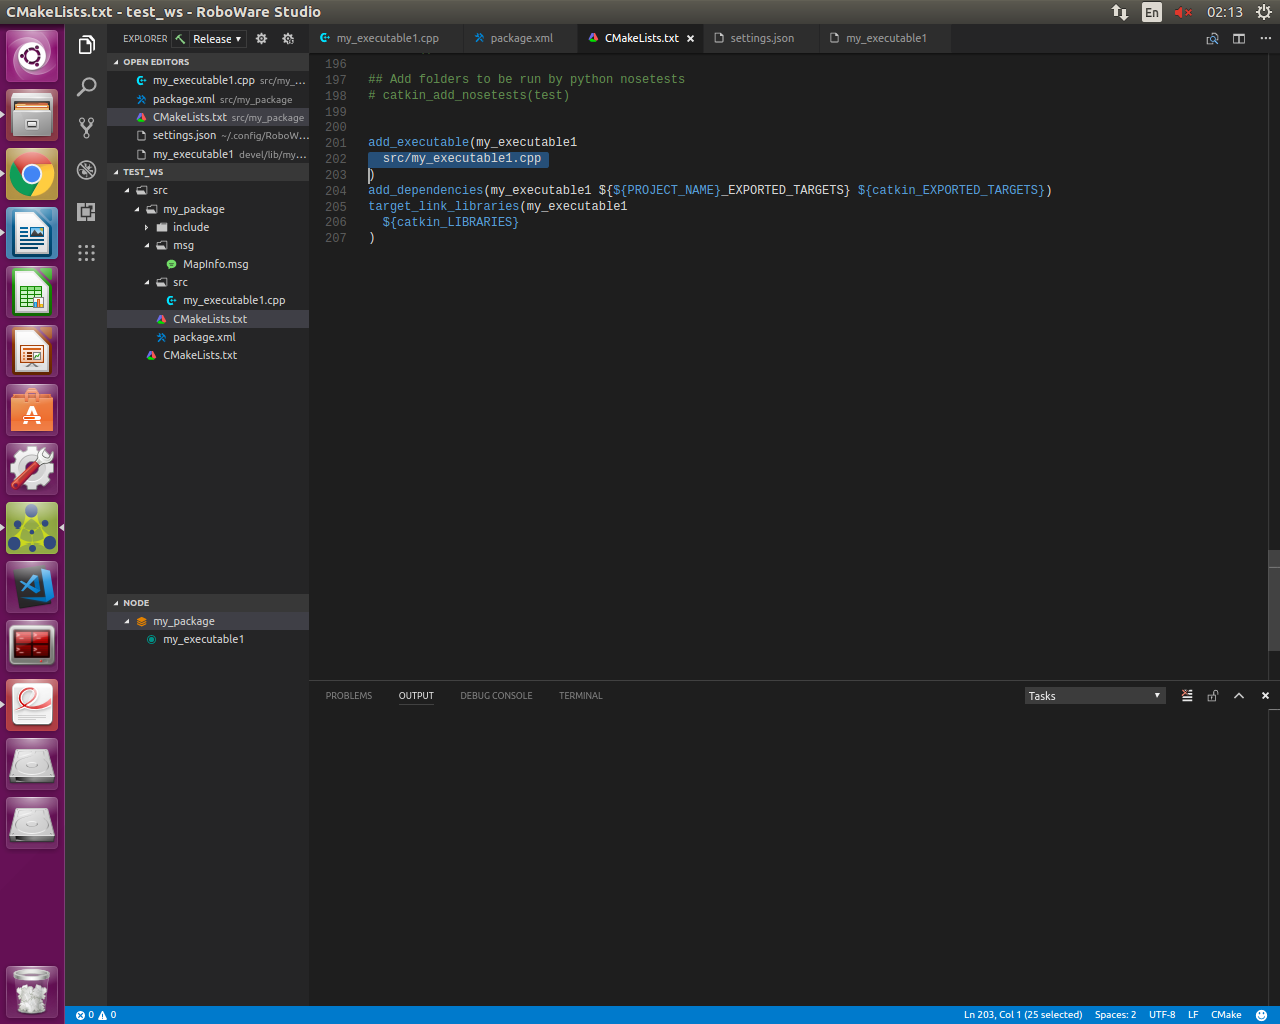 CMakeLists.txt - test_ws - RoboWare Studio
En
02:13
EXPLORER
Release
my_executable1.cpp
package.xml
CMakeLists.txt
settings.json
my_executable1
OPEN EDITORS
my_executable1.cpp src/my_...
package.xml src/my_package
CMakeLists.txt src/my_package
settings.json ~/.config/RoboW...
my_executable1 devel/lib/my...
TEST_WS
src
my_package
include
msg
MapInfo.msg
src
my_executable1.cpp
CMakeLists.txt
package.xml
CMakeLists.txt
NODE
my_package
my_executable1
196
197 ## Add folders to be run by python nosetests
198 # catkin_add_nosetests(test)
199
200
201 add_executable(my_executable1
202 src/my_executable1.cpp
203 )
204 add_dependencies(my_executable1 ${${PROJECT_NAME}_EXPORTED_TARGETS} ${catkin_EXPORTED_TARGETS})
205 target_link_libraries(my_executable1
206 ${catkin_LIBRARIES}
207 )
PROBLEMS
OUTPUT
DEBUG CONSOLE
TERMINAL
Tasks
0
0
Ln 203, Col 1 (25 selected)
Spaces: 2
UTF-8
LF
CMake